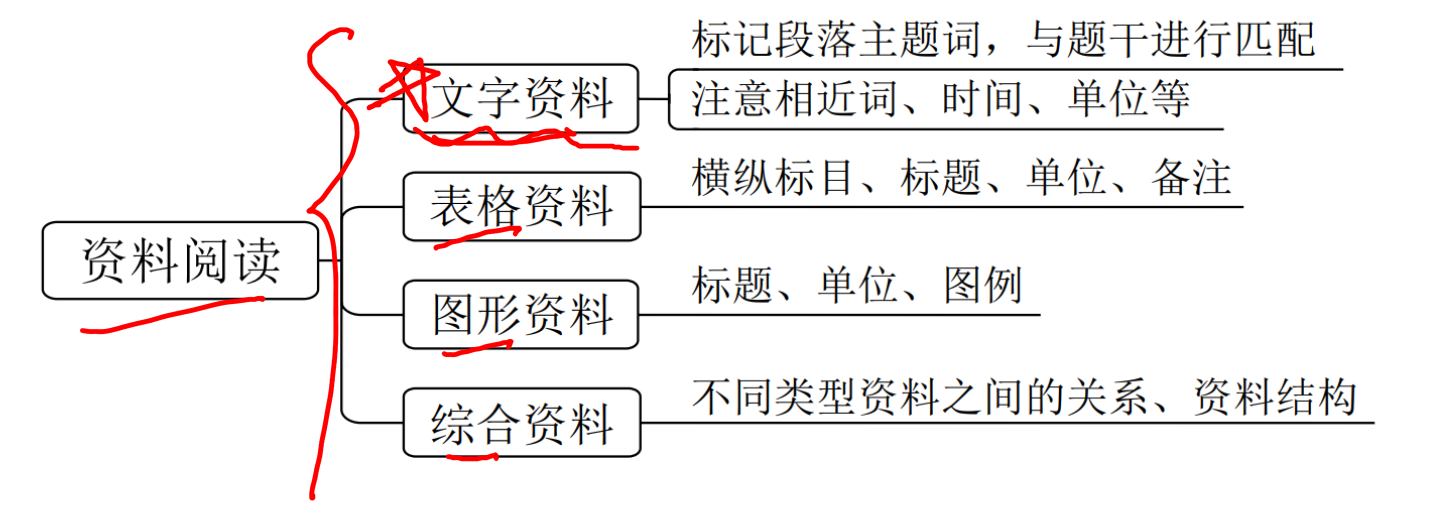 资料阅读
文字资料
标记段落主题词，与题干进行匹配
注意相近词、时间、单位等
表格资料
横纵标目、标题、单位、备注
图形资料
标题、单位、图例
综合资料
不同类型资料之间的关系、资料结构